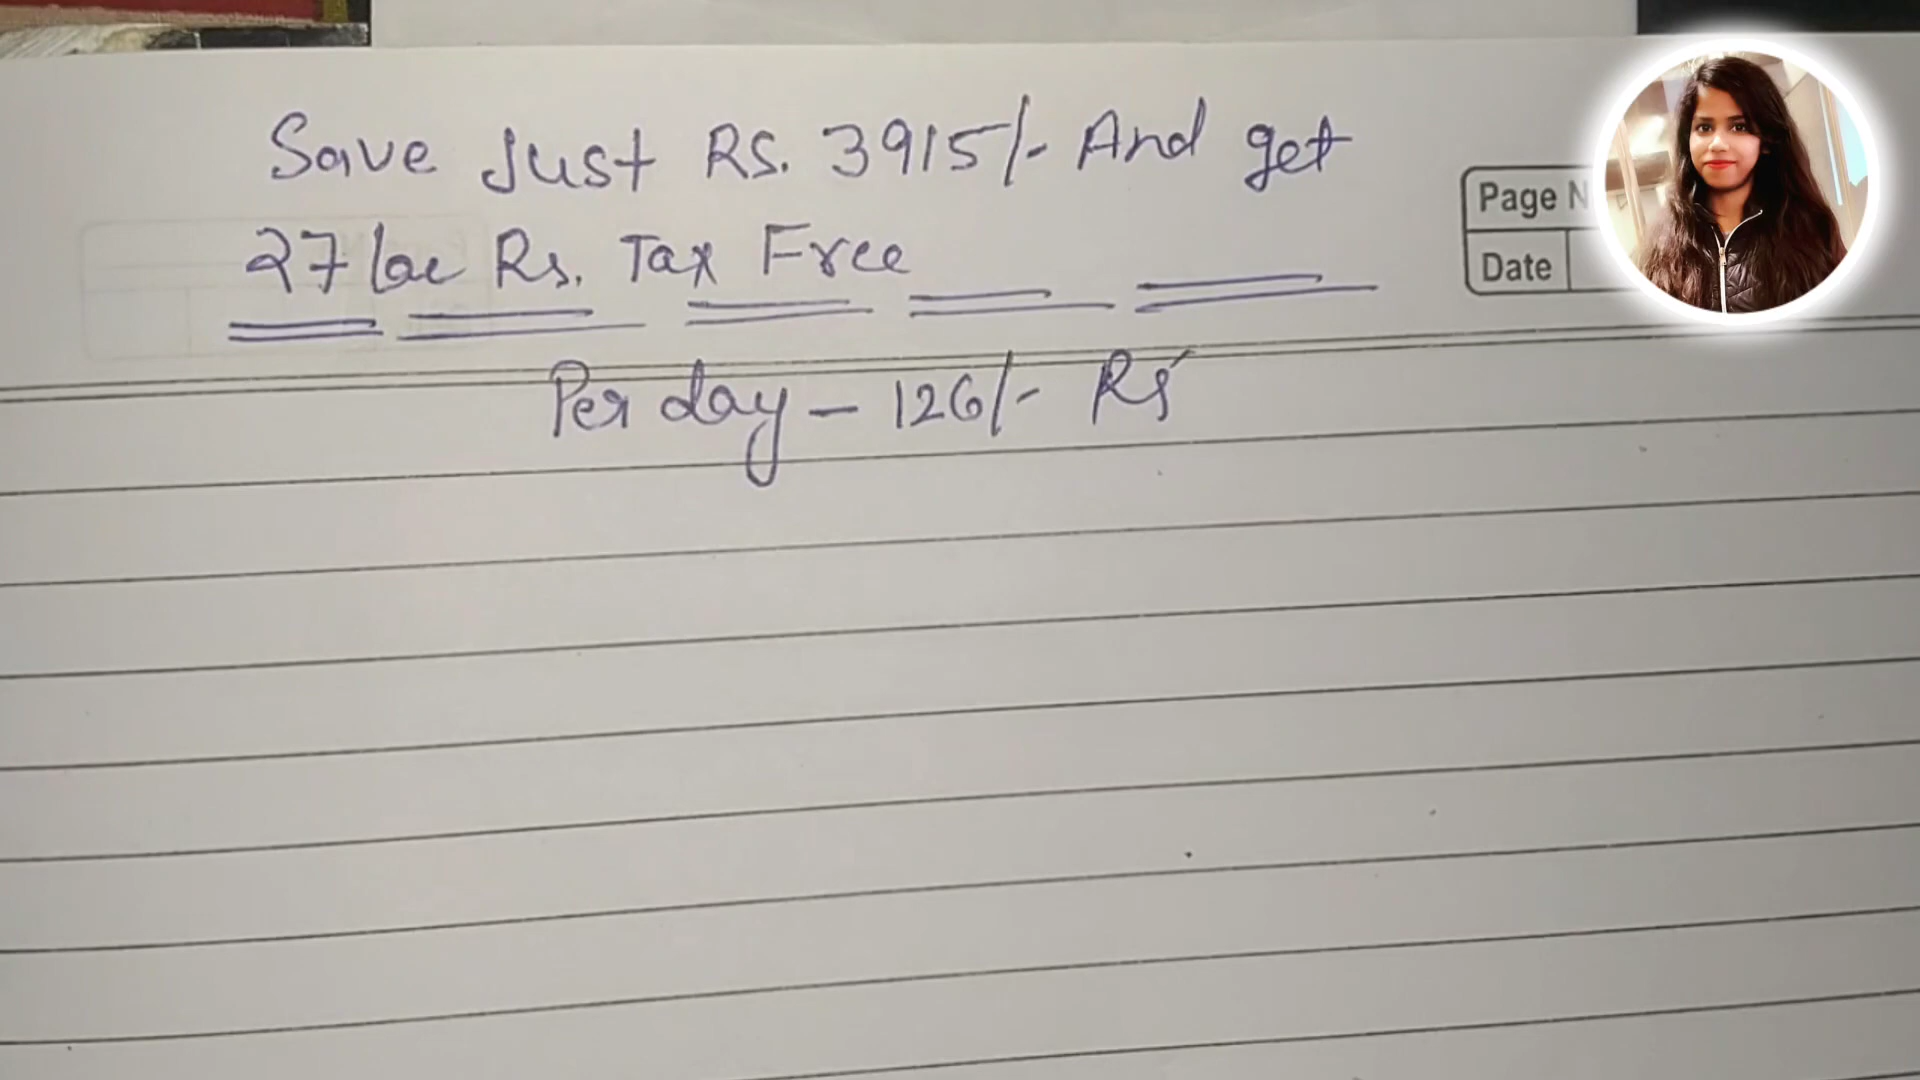 Save Just RS. 3915/- And get
27 lac Rs. Tax Free
Page N
Date
Per day - 126/- Rs